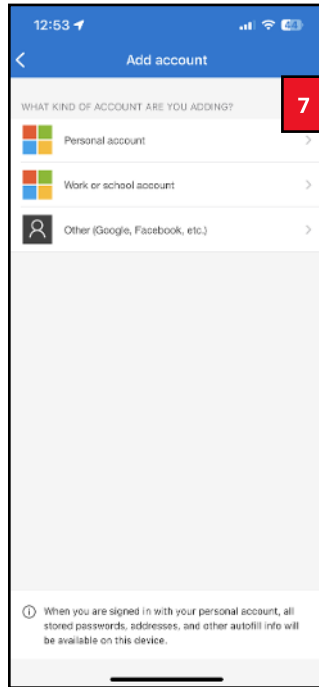 12:53
44
Add account
7
WHAT KIND OF ACCOUNT ARE YOU ADDING?
Personal account
Work or school account
Other (Google, Facebook, etc.)
When you are signed in with your personal account, all
stored passwords, addresses, and other autofill info will
be available on this device.